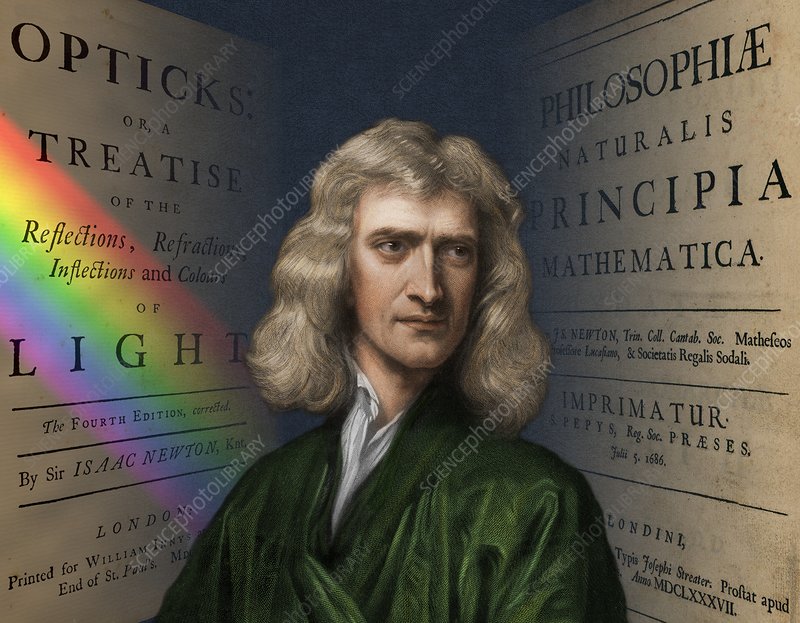 OPTICKS:
OR, A
TREATISE
OF THE
Reflections, Refractions,
Inflections and Colours
OF
LIGHT
The FOURTH EDITION, corrected.
By Sir ISAAC NEWTON, Knt.
LONDON:
Printed for WILLIAM INNYS
End of St. Paul's.
PHILOSOPHIÆ
NATURALIS
PRINCIPIA
MATHEMATICA.
J.S. NEWTON, Trin. Coll. Cantab. Soc. Matheseos
Professore Lucasiano, & Societatis Regalis Sodali.
IMPRIMATUR.
S. PEPYS, Reg. Soc. PRÆSES.
Julii 5. 1686.
LONDINI,
Typis Josephi Streater. Prostat apud
Anno MDCLXXXVII.
SCIENCEPHOTOLIBRARY